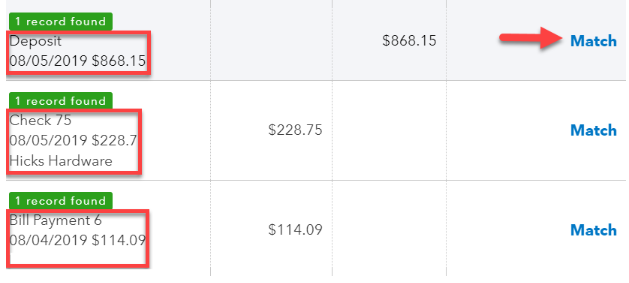 1 record found
Deposit
08/05/2019 $868.15
$868.15
Match
1 record found
Check 75
08/05/2019 $228.7
Hicks Hardware
$228.75
Match
1 record found
Bill Payment 6
08/04/2019 $114.09
$114.09
Match